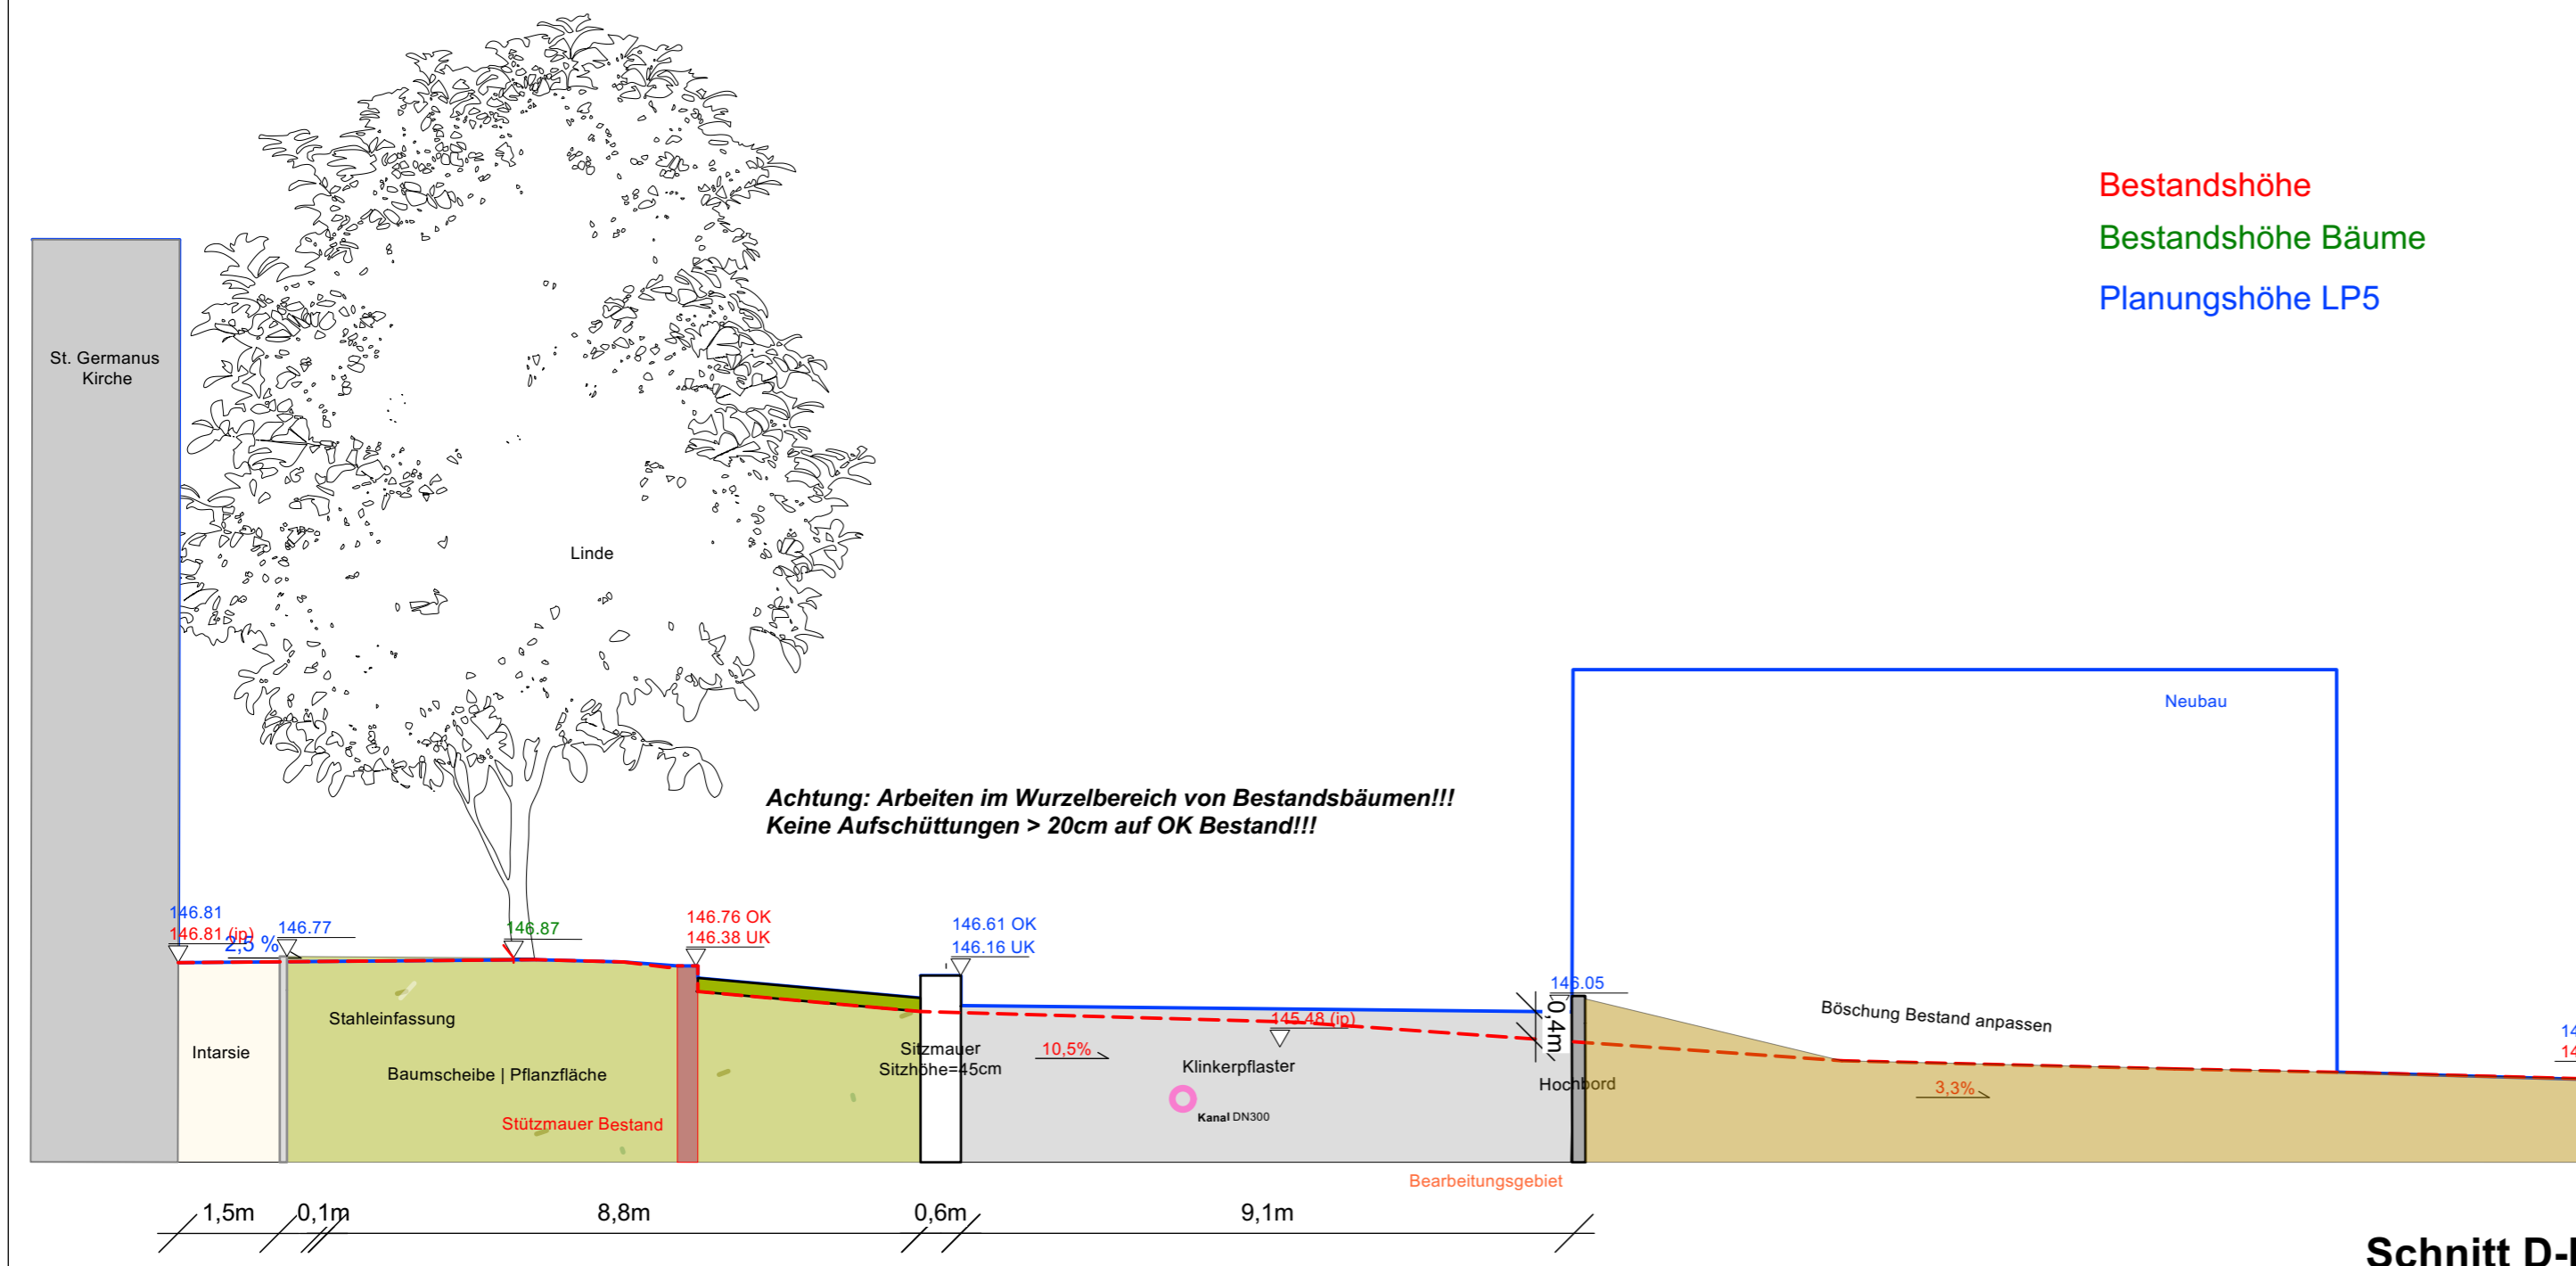 Bestandshöhe
Bestandshöhe Bäume
Planungshöhe LP5
St. Germanus
Kirche
Linde
Neubau
Achtung: Arbeiten im Wurzelbereich von Bestandsbäumen!!!
Keine Aufschüttungen > 20cm auf OK Bestand!!!
146.81
146.81 (ip)
2,5 %
146.77
146.87
146.76 OK
146.38 UK
146.61 OK
146.16 UK
146.05
0,4m
145.48 (ip)
10,5%
Böschung Bestand anpassen
3,3%
Stahleinfassung
Intarsie
Baumscheibe | Pflanzfläche
Stützmauer Bestand
Sitzmauer
Sitzhöhe=45cm
Klinkerpflaster
Kanal DN300
Hochbord
Bearbeitungsgebiet
1,5m
0,1m
8,8m
0,6m
9,1m
Schnitt